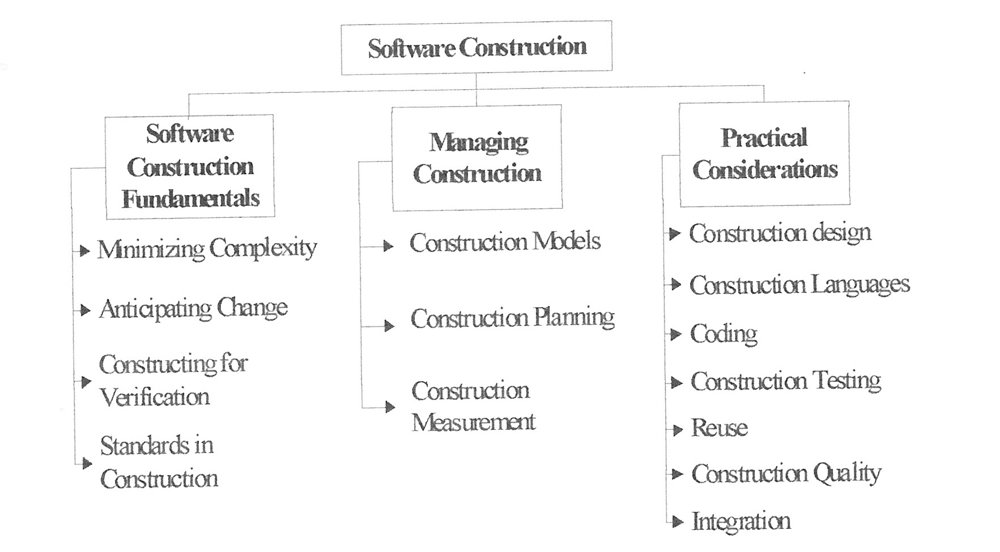 Software Construction
Software
Construction
Fundamentals
Minimizing Complexity
Anticipating Change
Constructing for
Verification
Standards in
Construction
Managing
Construction
Construction Models
Construction Planning
Construction
Measurement
Practical
Considerations
Construction design
Construction Languages
Coding
Construction Testing
Reuse
Construction Quality
Integration